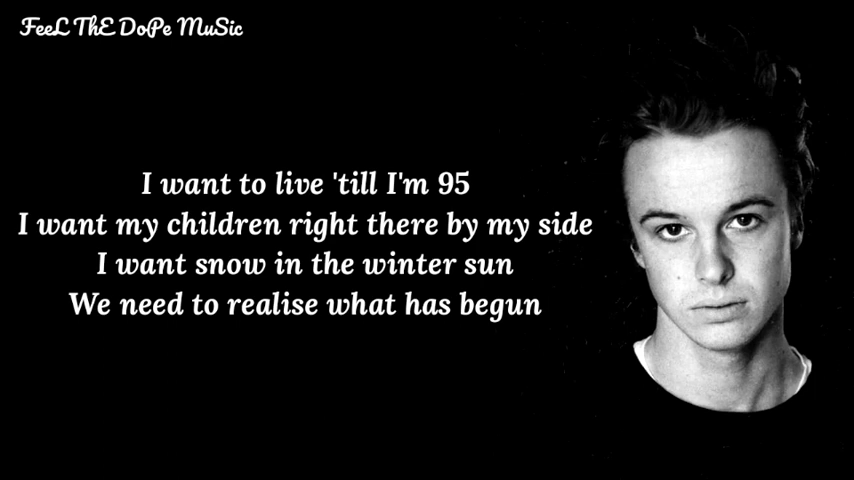 FeeL ThE DoPe MuSic
I want to live 'till I'm 95
I want my children right there by my side
I want snow in the winter sun
We need to realise what has begun